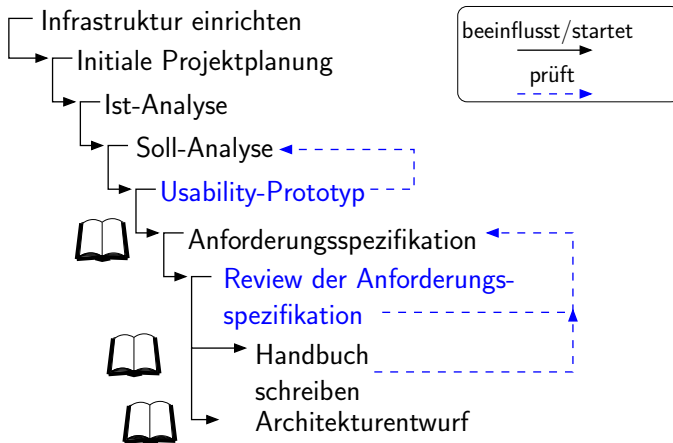 Infrastruktur einrichten
beeinflusst/startet
Initiale Projektplanung
prüft
Ist-Analyse
Soll-Analyse
Usability-Prototyp
Anforderungsspezifikation
Review der Anforderungs-
spezifikation
Handbuch
schreiben
Architekturentwurf